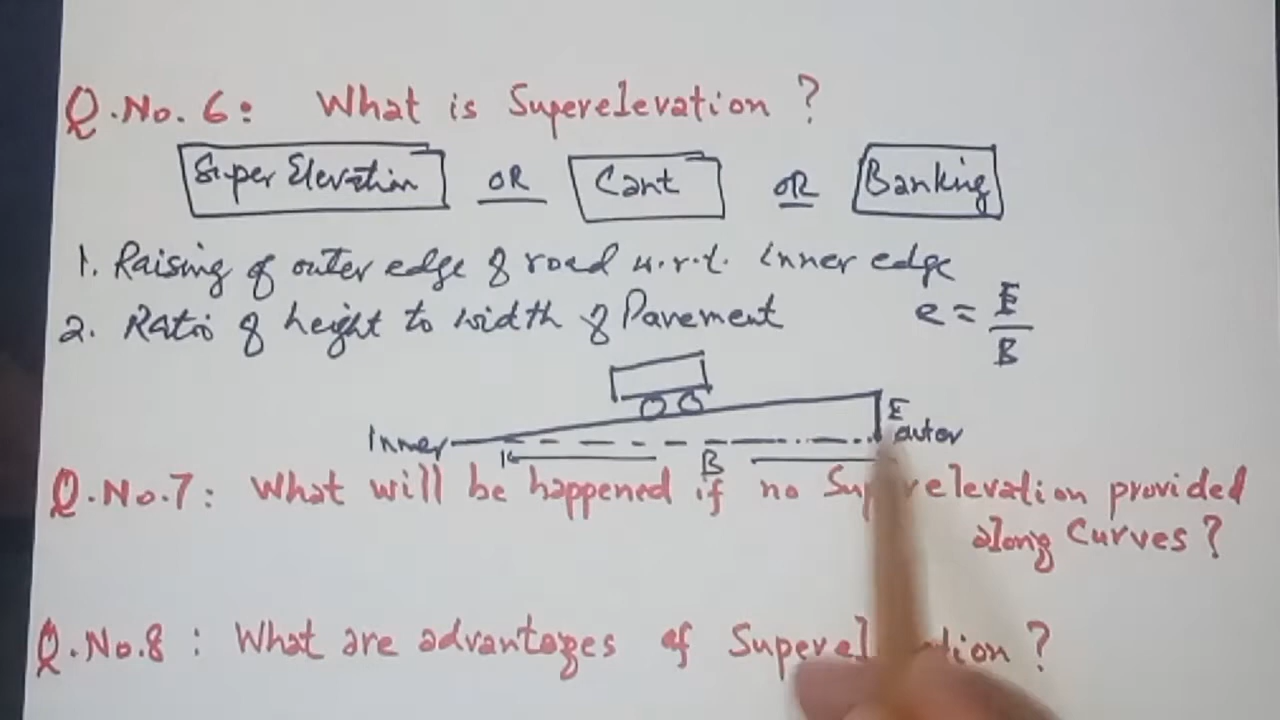 Q.No. 6: What is Superelevation ?
Super Elevation OR Cant OR Banking
1. Raising of outer edge of road w.r.t. inner edge
2. Ratio of height to width of Pavement e = E/B
E
Inner outer
B
Q.No.7: What will be happened if no Superelevation provided
along Curves ?
Q.No.8 : What are advantages of Superelevation ?